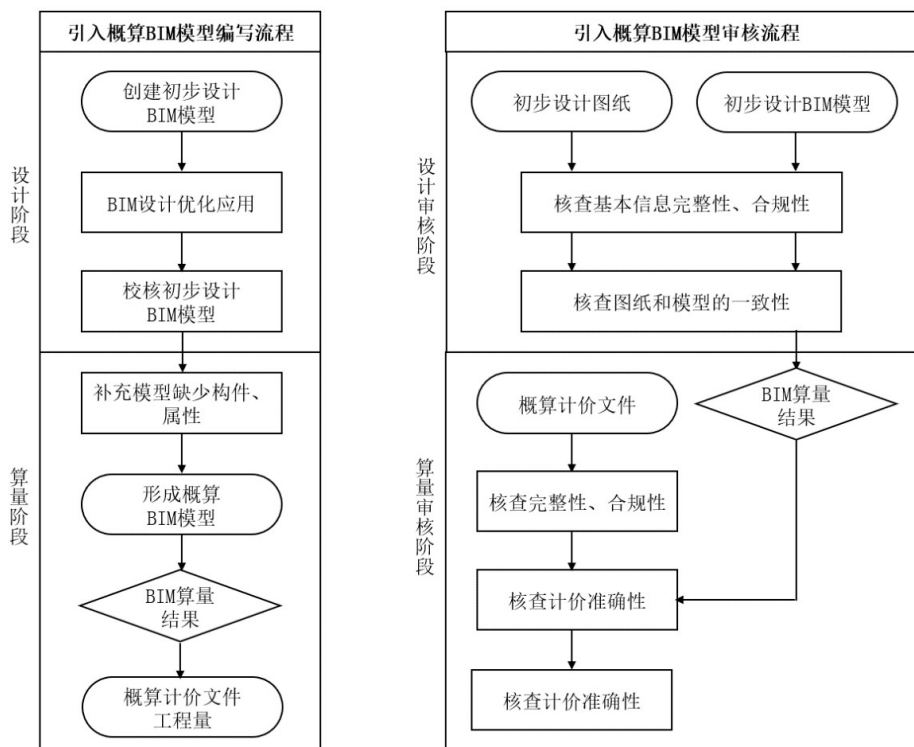 引入概算BIM模型编写流程
设计阶段
创建初步设计
BIM模型
BIM设计优化应用
校核初步设计
BIM模型
算量阶段
补充模型缺少构件、
属性
形成概算
BIM模型
BIM算量
结果
概算计价文件
工程量
引入概算BIM模型审核流程
设计审核阶段
初步设计图纸
初步设计BIM模型
核查基本信息完整性、合规性
核查图纸和模型的一致性
算量审核阶段
概算计价文件
BIM算量
结果
核查完整性、合规性
核查计价准确性
核查计价准确性